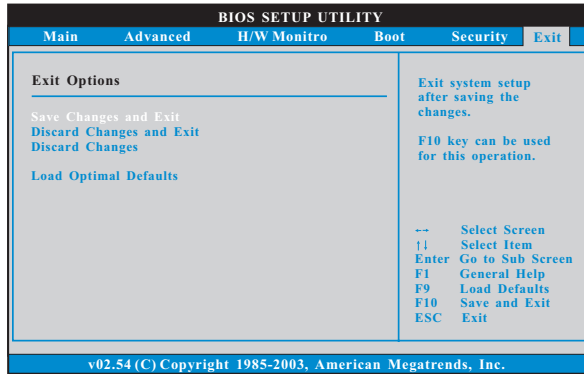 BIOS SETUP UTILITY
Main Advanced H/W Monitro Boot Security Exit
Exit Options
Save Changes and Exit
Discard Changes and Exit
Discard Changes
Load Optimal Defaults
Exit system setup
after saving the
changes.
F10 key can be used
for this operation.
←→ Select Screen
↑↓ Select Item
Enter Go to Sub Screen
F1 General Help
F9 Load Defaults
F10 Save and Exit
ESC Exit
v02.54 (C) Copyright 1985-2003, American Megatrends, Inc.